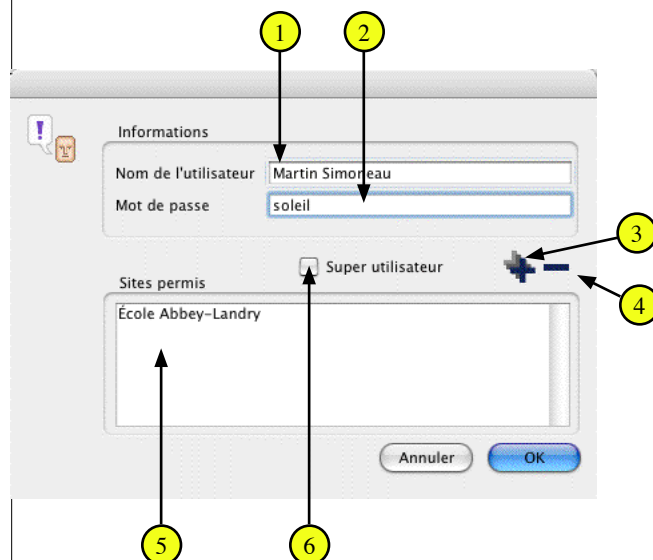 1 2
Informations
Nom de l'utilisateur Martin Simoneau
Mot de passe soleil
3
Super utilisateur
4
Sites permis
École Abbey-Landry
Annuler OK
5 6